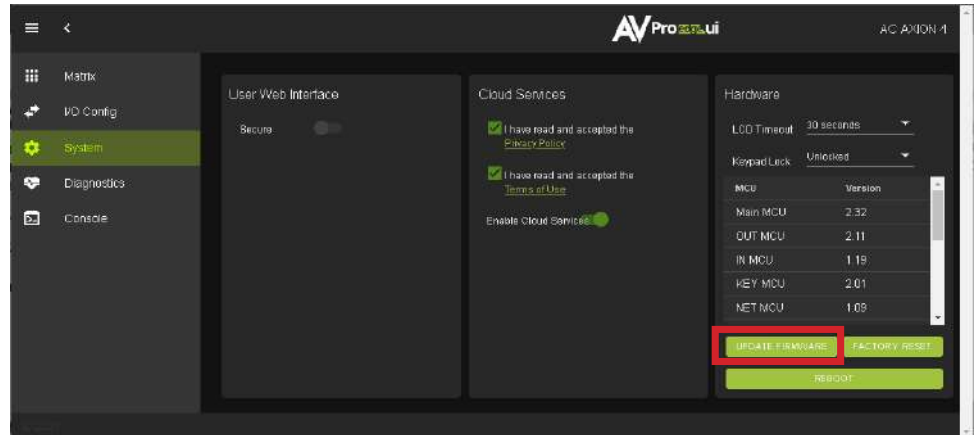 AV Pro ui
AC AXION 4
Matrix
I/O Config
System
Diagnostics
Console
User Web Interface
Secure
Cloud Services
I have read and accepted the
Privacy Policy
I have read and accepted the
Terms of Use
Enable Cloud Services
Hardware
LCD Timeout 30 seconds
Keypad Lock Unlocked
MCU Version
Main MCU 2.32
OUT MCU 2.11
IN MCU 1.19
KEY MCU 2.01
NET MCU 1.09
UPDATE FIRMWARE FACTORY RESET
REBOOT